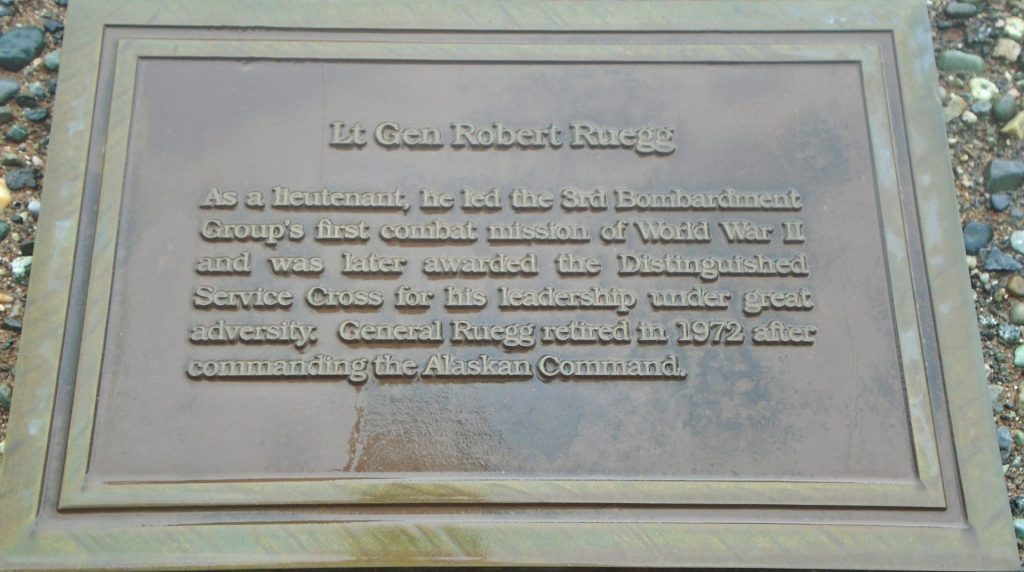 Lt Gen Robert Ruegg
As a lieutenant, he led the 3rd Bombardment
Group's first combat mission of World War II
and was later awarded the Distinguished
Service Cross for his leadership under great
adversity. General Ruegg retired in 1972 after
commanding the Alaskan Command.